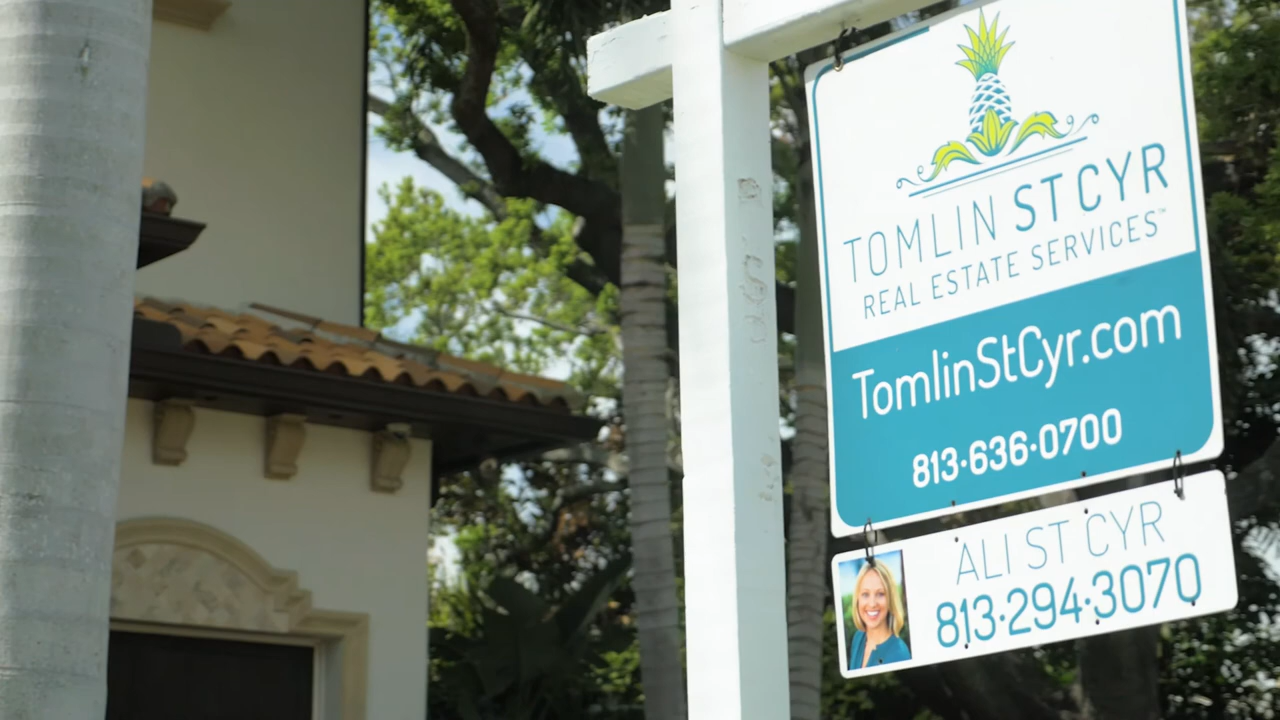 TOMLIN ST CYR
REAL ESTATE SERVICES™
TomlinStCyr.com
813·636·0700
ALI ST CYR
813·294·3070